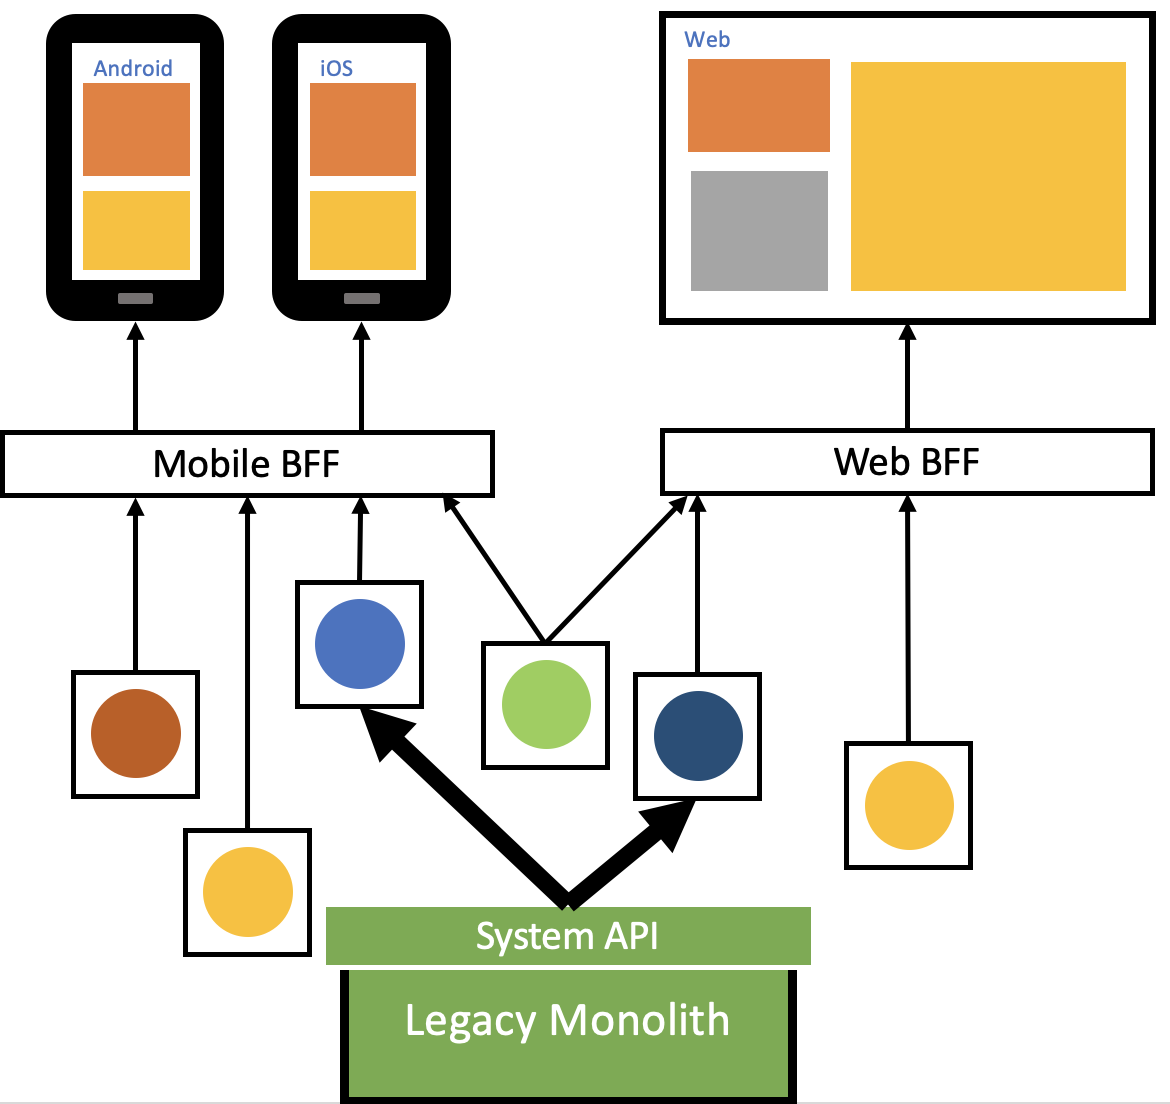 Android
iOS
Web
Mobile BFF
Web BFF
System API
Legacy Monolith